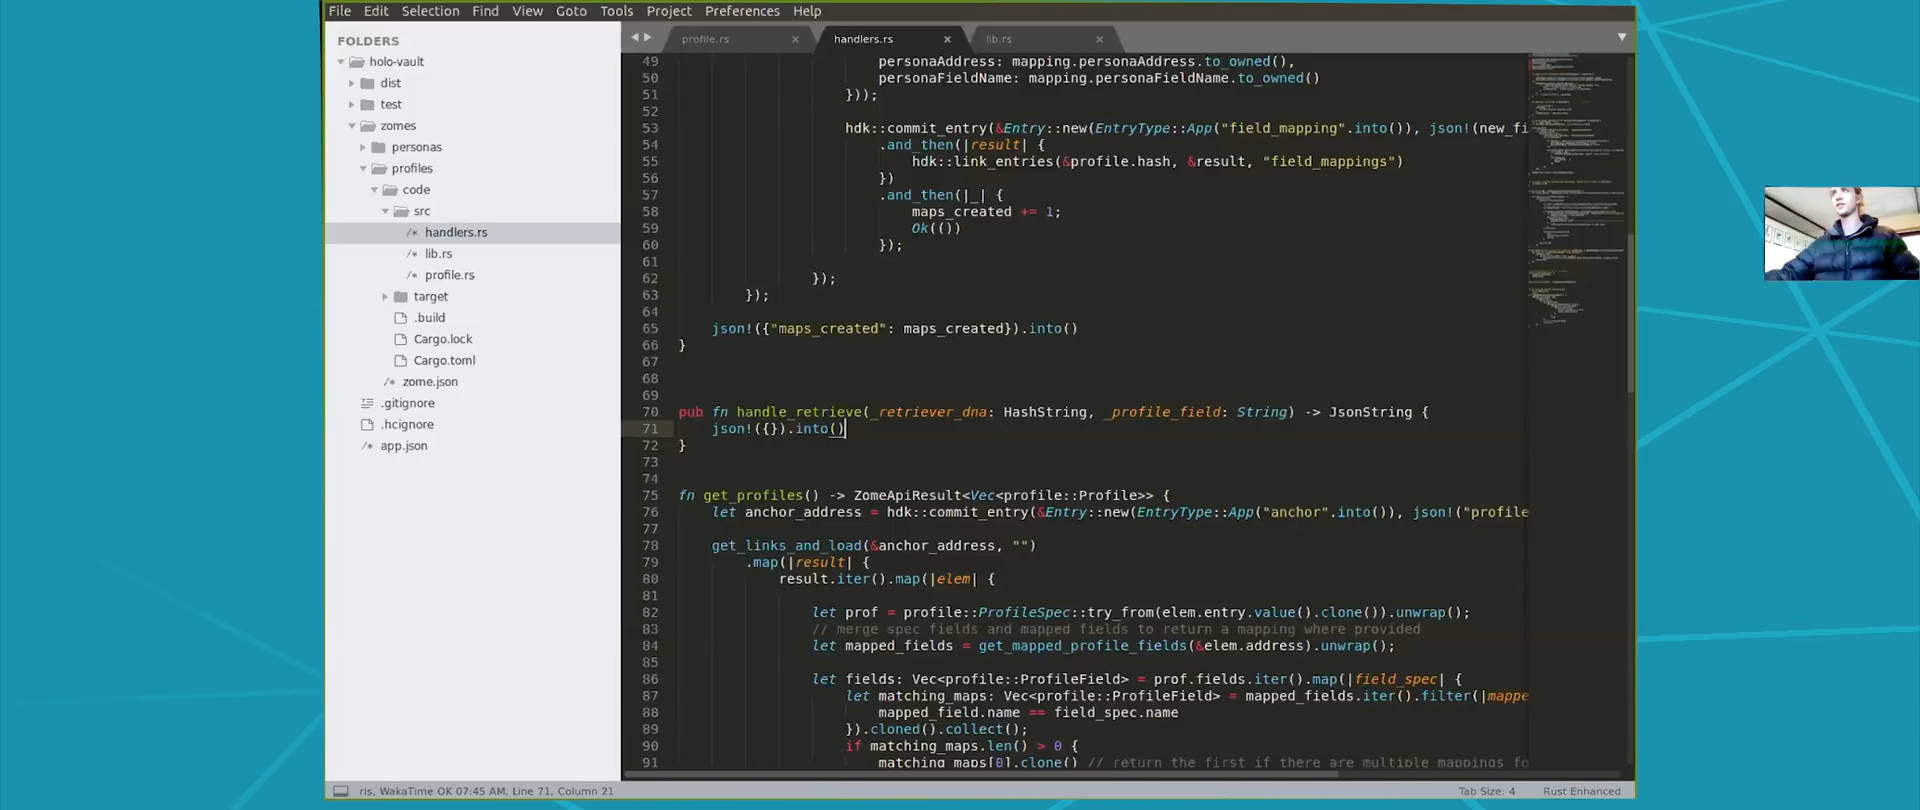 File Edit Selection Find View Goto Tools Project Preferences Help
FOLDERS
holo-vault
dist
test
zomes
personas
profiles
code
src
/* handlers.rs
/* lib.rs
/* profile.rs
target
.build
Cargo.lock
Cargo.toml
/* zome.json
.gitignore
.hcignore
/* app.json
profile.rs × handlers.rs × lib.rs ×
49 personaAddress: mapping.personaAddress.to_owned(),
50 personaFieldName: mapping.personaFieldName.to_owned()
51 }));
52
53 hdk::commit_entry(&Entry::new(EntryType::App("field_mapping".into()), json!(new_fi
54 .and_then(|result| {
55 hdk::link_entries(&profile.hash, &result, "field_mappings")
56 })
57 .and_then(|_| {
58 maps_created += 1;
59 Ok(())
60 });
61
62 });
63 });
64
65 json!({"maps_created": maps_created}).into()
66 }
67
68
69
70 pub fn handle_retrieve(_retriever_dna: HashString, _profile_field: String) -> JsonString {
71 json!({}).into()
72 }
73
74
75 fn get_profiles() -> ZomeApiResult<Vec<profile::Profile>> {
76 let anchor_address = hdk::commit_entry(&Entry::new(EntryType::App("anchor".into()), json!("profile
77
78 get_links_and_load(&anchor_address, "")
79 .map(|result| {
80 result.iter().map(|elem| {
81
82 let prof = profile::ProfileSpec::try_from(elem.entry.value().clone()).unwrap();
83 // merge spec fields and mapped fields to return a mapping where provided
84 let mapped_fields = get_mapped_profile_fields(&elem.address).unwrap();
85
86 let fields: Vec<profile::ProfileField> = prof.fields.iter().map(|field_spec| {
87 let matching_maps: Vec<profile::ProfileField> = mapped_fields.iter().filter(|mappe
88 mapped_field.name == field_spec.name
89 }).cloned().collect();
90 if matching_maps.len() > 0 {
91 matching_maps[0].clone() // return the first if there are multiple mappings fo
rls, WakaTime OK 07:45 AM, Line 71, Column 21 Tab Size: 4 Rust Enhanced